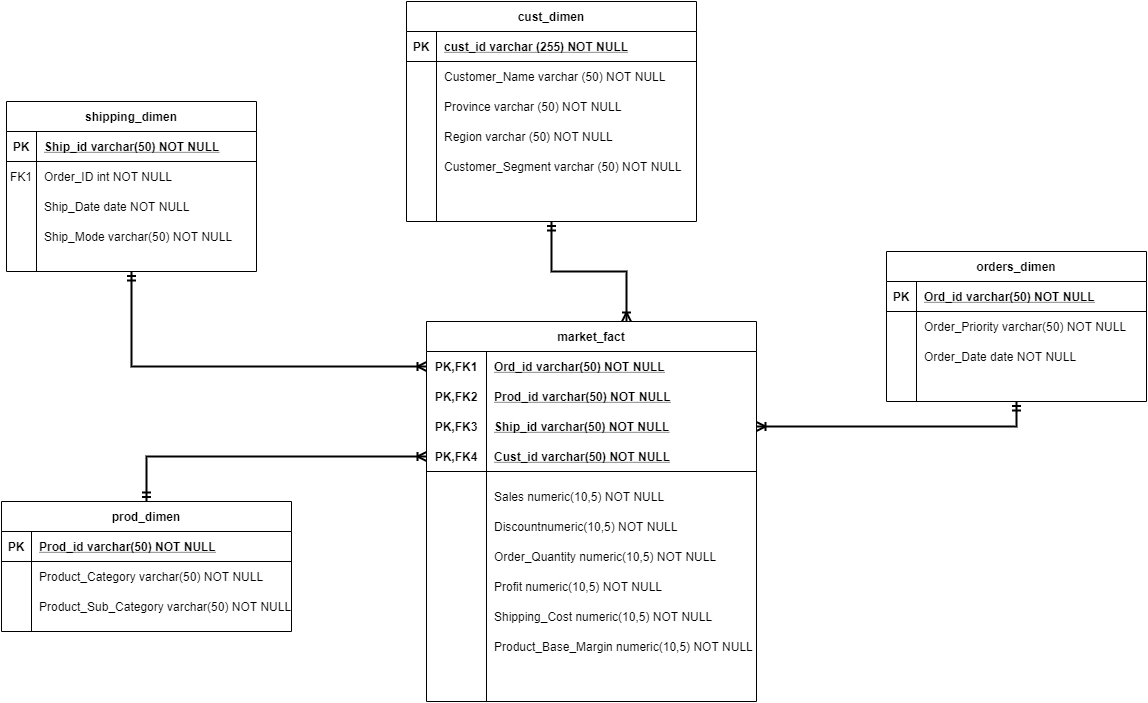 cust_dimen
PK cust_id varchar (255) NOT NULL
Customer_Name varchar (50) NOT NULL
Province varchar (50) NOT NULL
Region varchar (50) NOT NULL
Customer_Segment varchar (50) NOT NULL
shipping_dimen
PK Ship_id varchar(50) NOT NULL
FK1 Order_ID int NOT NULL
Ship_Date date NOT NULL
Ship_Mode varchar(50) NOT NULL
orders_dimen
PK Ord_id varchar(50) NOT NULL
Order_Priority varchar(50) NOT NULL
Order_Date date NOT NULL
market_fact
PK,FK1 Ord_id varchar(50) NOT NULL
PK,FK2 Prod_id varchar(50) NOT NULL
PK,FK3 Ship_id varchar(50) NOT NULL
PK,FK4 Cust_id varchar(50) NOT NULL
Sales numeric(10,5) NOT NULL
Discountnumeric(10,5) NOT NULL
Order_Quantity numeric(10,5) NOT NULL
Profit numeric(10,5) NOT NULL
Shipping_Cost numeric(10,5) NOT NULL
Product_Base_Margin numeric(10,5) NOT NULL
prod_dimen
PK Prod_id varchar(50) NOT NULL
Product_Category varchar(50) NOT NULL
Product_Sub_Category varchar(50) NOT NULL